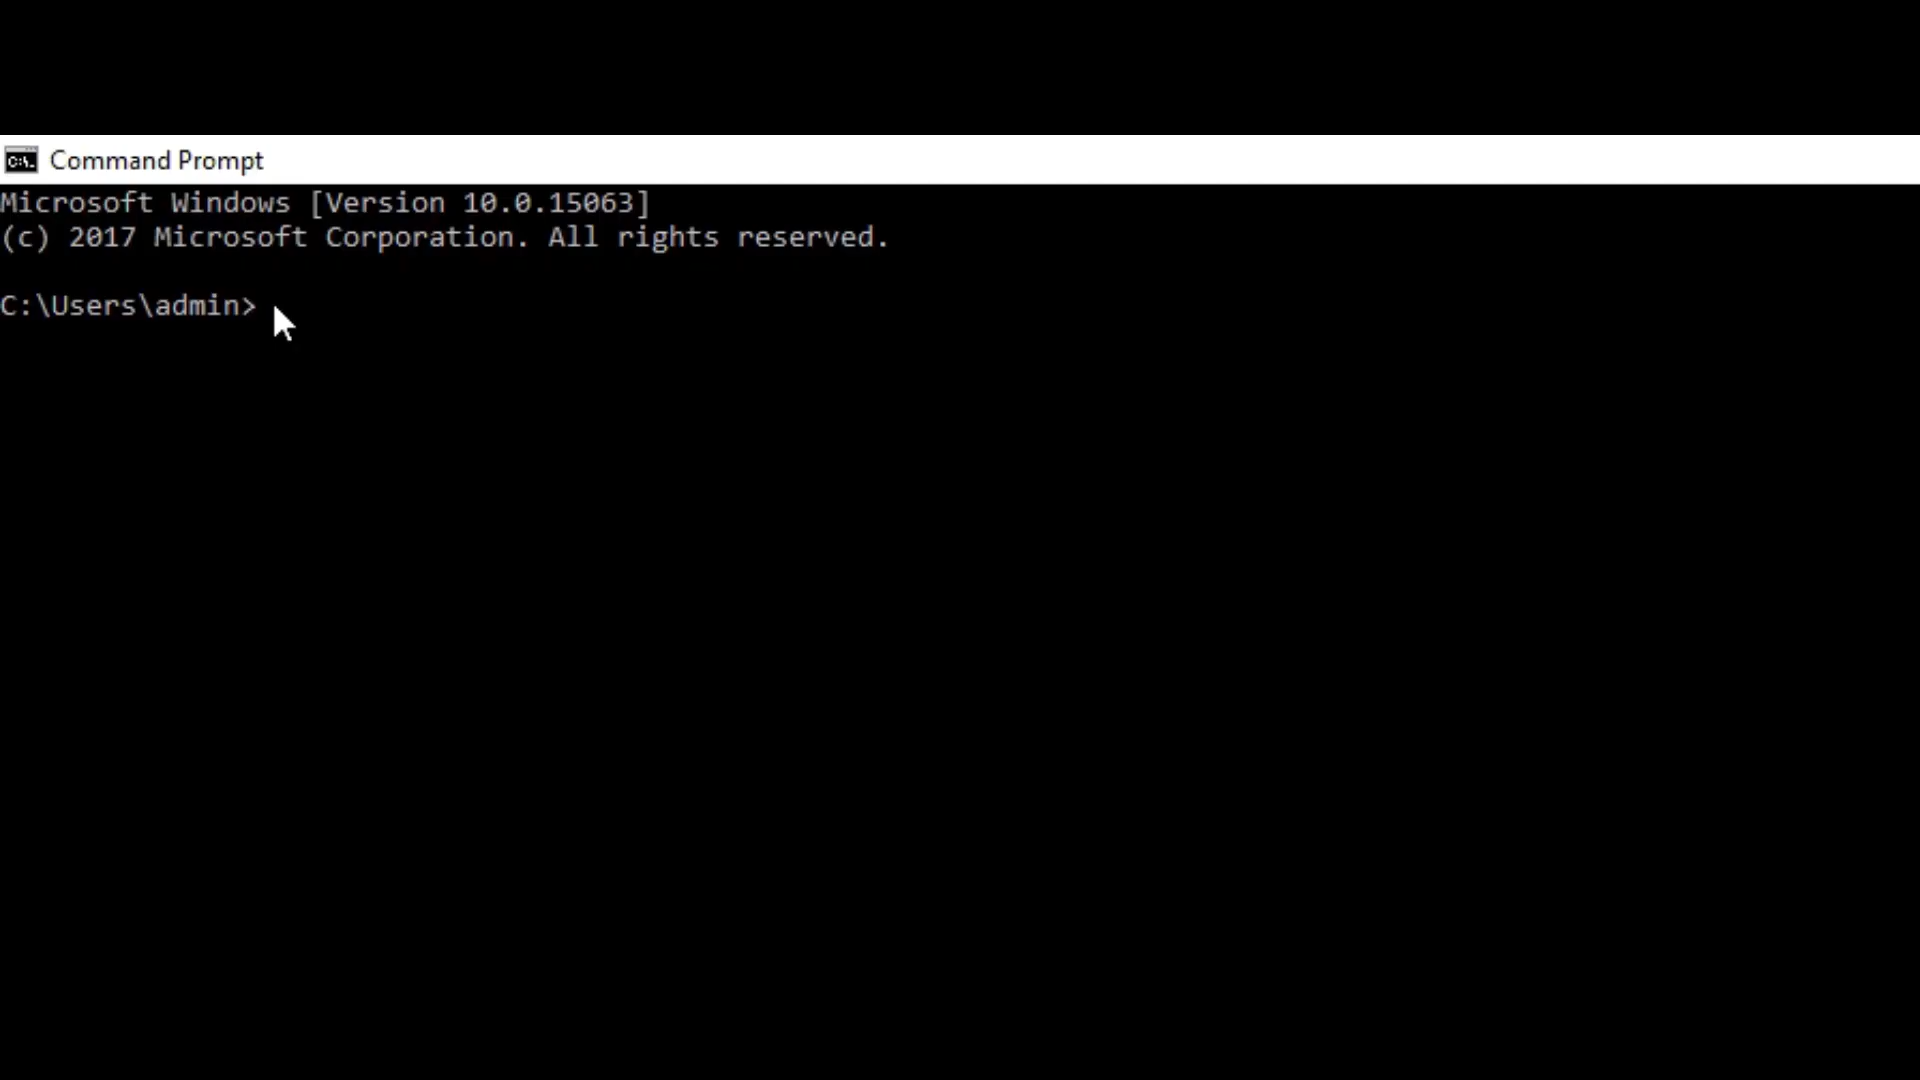 Command Prompt
Microsoft Windows [Version 10.0.15063]
(c) 2017 Microsoft Corporation. All rights reserved.
C:\Users\admin>